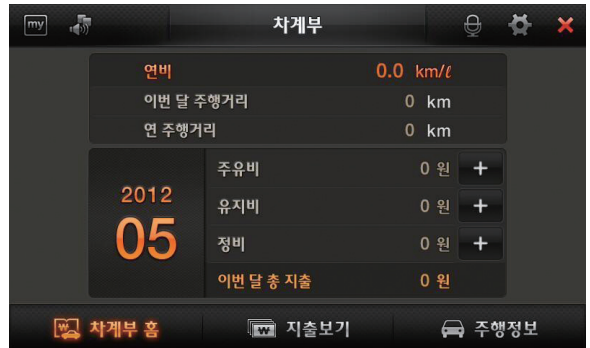 my 차계부
연비 0.0 km/ℓ
이번 달 주행거리 0 km
연 주행거리 0 km
2012
05
주유비 0 원 +
유지비 0 원 +
정비 0 원 +
이번 달 총 지출 0 원
차계부 홈 지출보기 주행정보